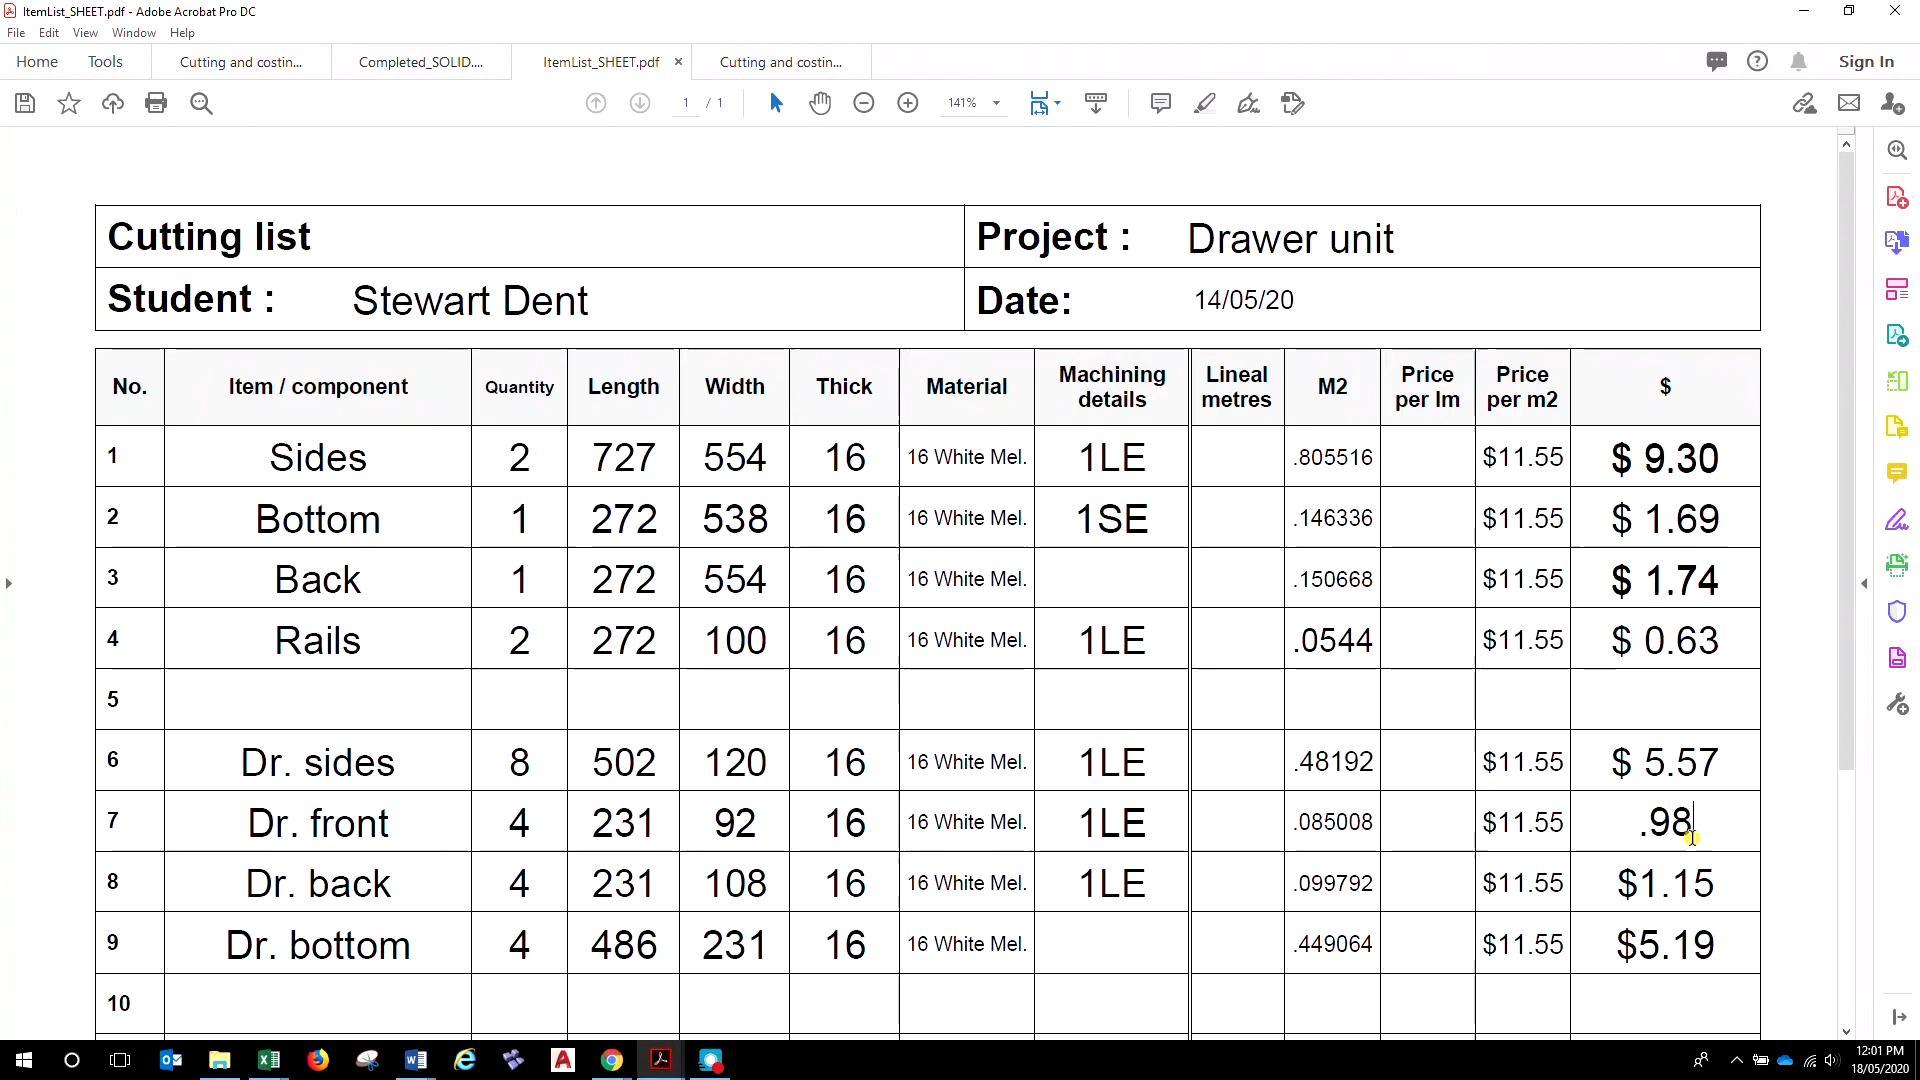 ItemList_SHEET.pdf - Adobe Acrobat Pro DC
File Edit View Window Help
Home Tools Cutting and costin... Completed_SOLID.... ItemList_SHEET.pdf × Cutting and costin... Sign In
1 / 1 141%
Cutting list Project : Drawer unit
Student : Stewart Dent Date: 14/05/20
No. Item / component Quantity Length Width Thick Material Machining details Lineal metres M2 Price per lm Price per m2 $
1 Sides 2 727 554 16 16 White Mel. 1LE .805516 $11.55 $ 9.30
2 Bottom 1 272 538 16 16 White Mel. 1SE .146336 $11.55 $ 1.69
3 Back 1 272 554 16 16 White Mel. .150668 $11.55 $ 1.74
4 Rails 2 272 100 16 16 White Mel. 1LE .0544 $11.55 $ 0.63
5
6 Dr. sides 8 502 120 16 16 White Mel. 1LE .48192 $11.55 $ 5.57
7 Dr. front 4 231 92 16 16 White Mel. 1LE .085008 $11.55 .98
8 Dr. back 4 231 108 16 16 White Mel. 1LE .099792 $11.55 $1.15
9 Dr. bottom 4 486 231 16 16 White Mel. .449064 $11.55 $5.19
10
12:01 PM
18/05/2020